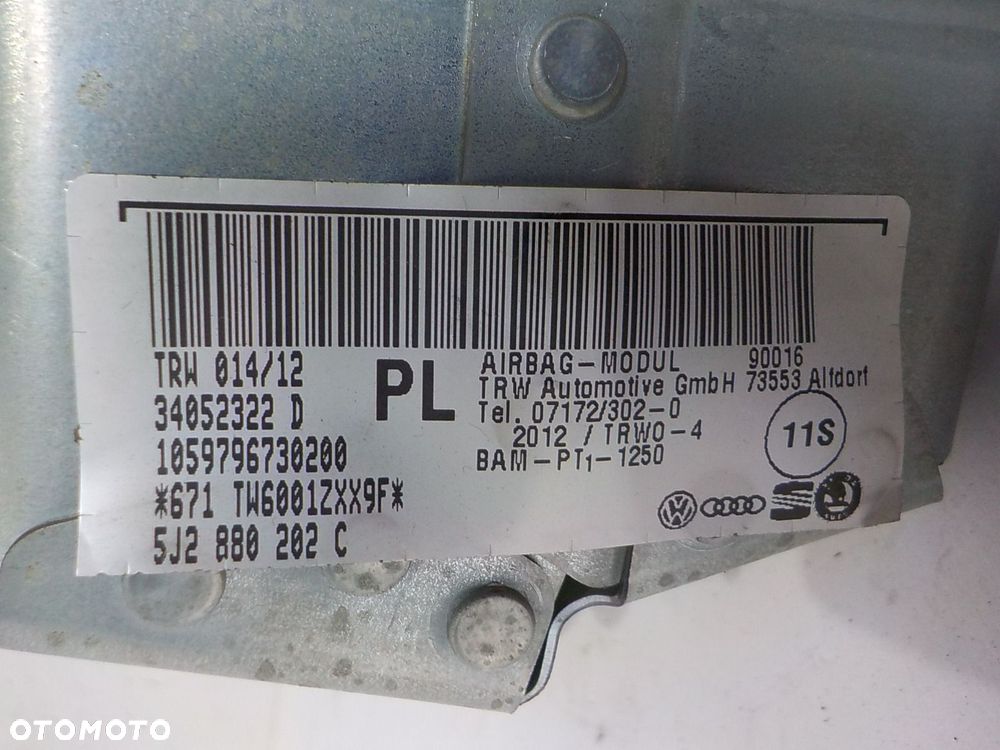 TRW 014/12
34052322 D
1059796730200
*671 TW6001ZXX9F*
5J2 880 202 C
PL
AIRBAG-MODUL 90016
TRW Automotive GmbH 73553 Alfdorf
Tel. 07172/302-0
2012 / TRWO-4
BAM-PT1-1250
11S
OTOMOTO